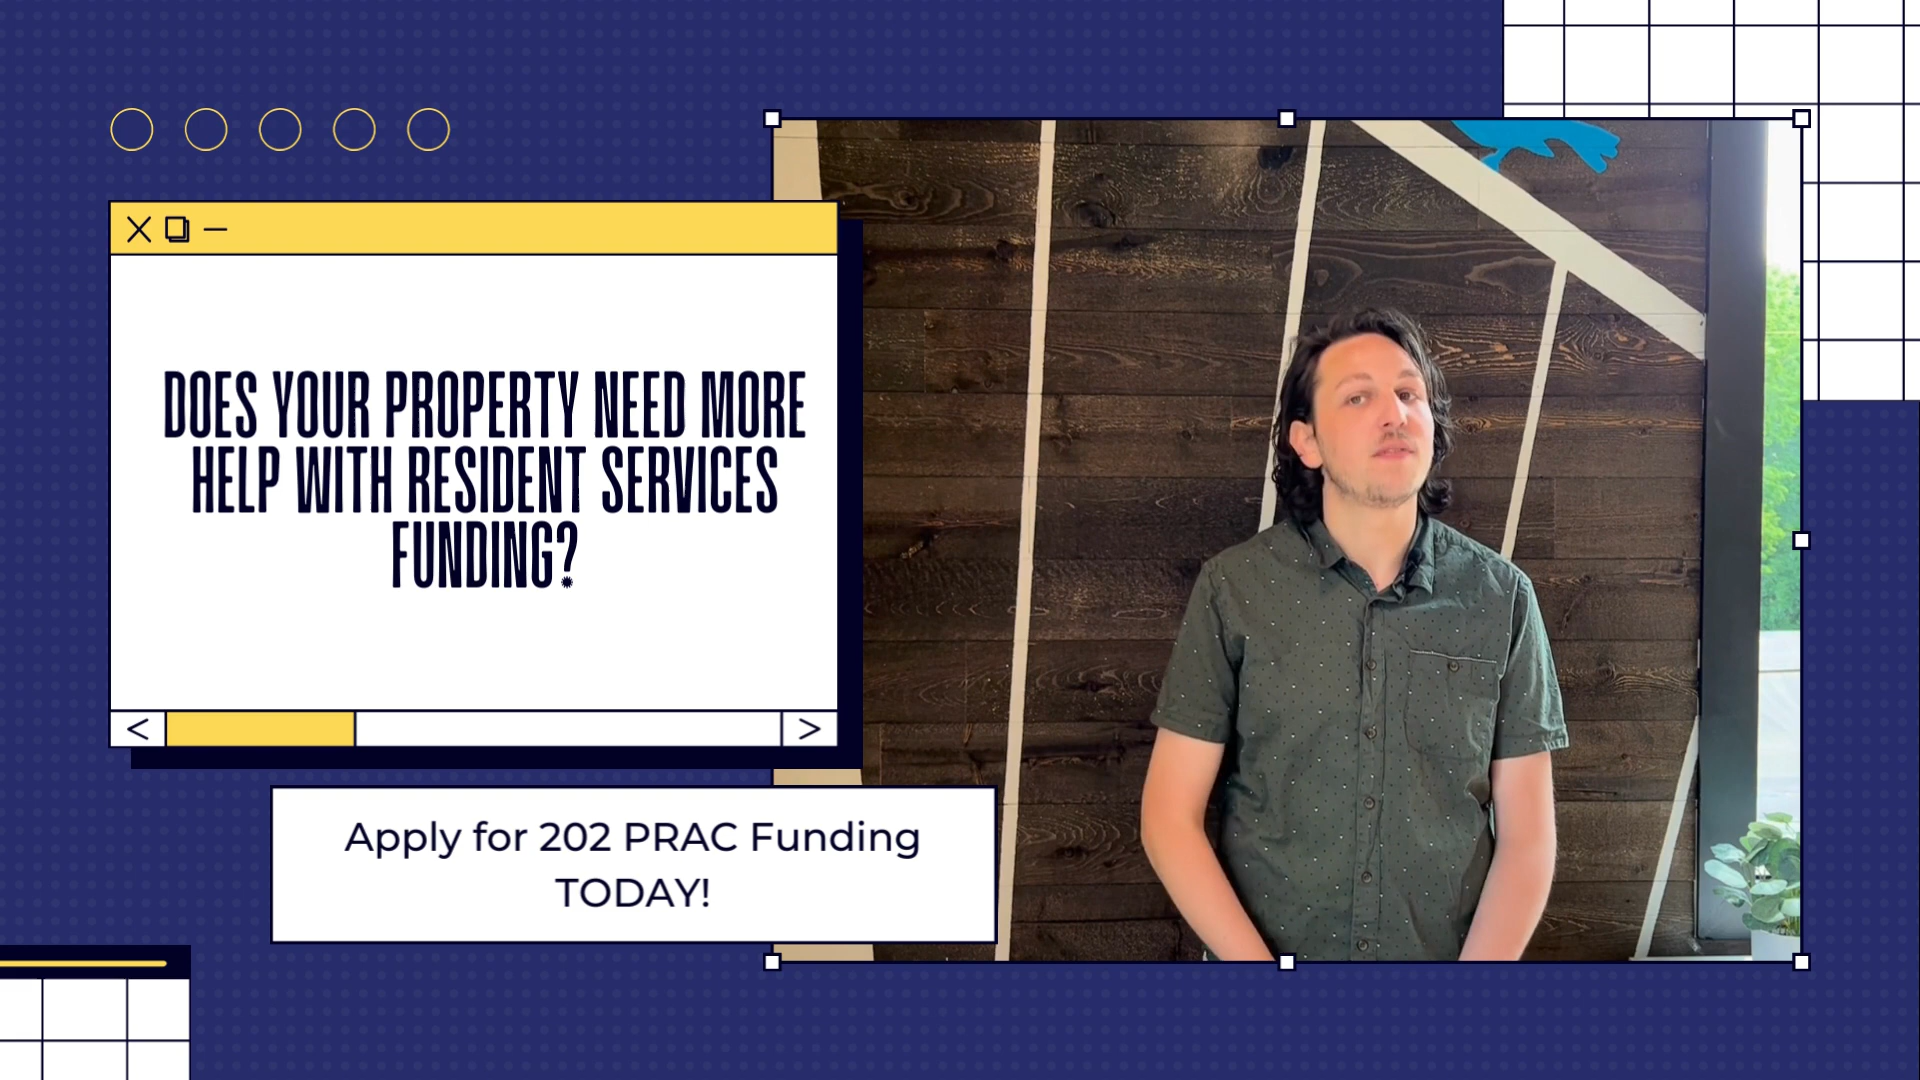 DOES YOUR PROPERTY NEED MORE
HELP WITH RESIDENT SERVICES
FUNDING?
Apply for 202 PRAC Funding
TODAY!